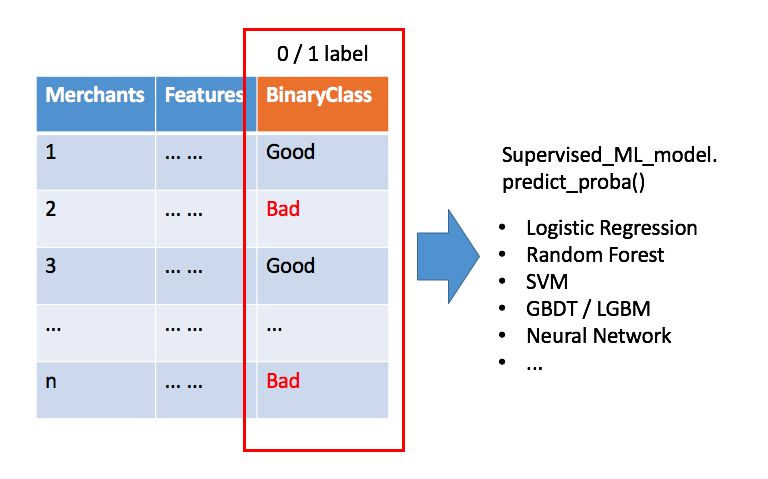 0 / 1 label
Merchants Features BinaryClass
1 ... ... Good
2 ... ... Bad
3 ... ... Good
... ... ... ...
n ... ... Bad
Supervised_ML_model.
predict_proba()
• Logistic Regression
• Random Forest
• SVM
• GBDT / LGBM
• Neural Network
• ...